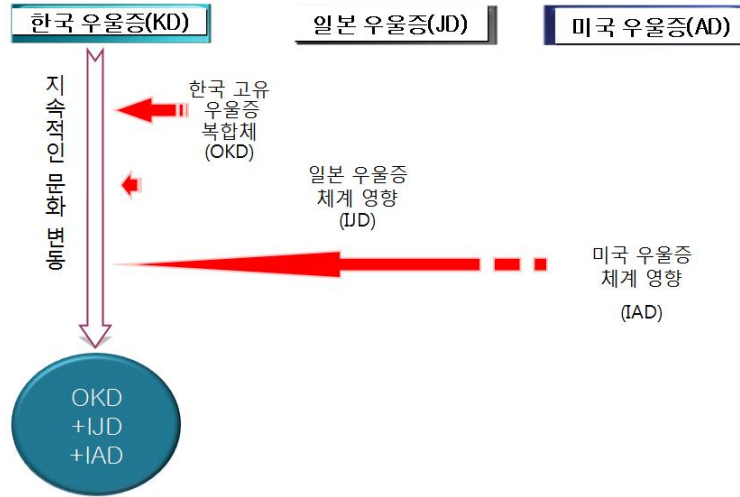 한국 우울증(KD)
일본 우울증(JD)
미국 우울증(AD)
지속적인 문화 변동
한국 고유
우울증
복합체
(OKD)
일본 우울증
체계 영향
(IJD)
미국 우울증
체계 영향
(IAD)
OKD
+IJD
+IAD